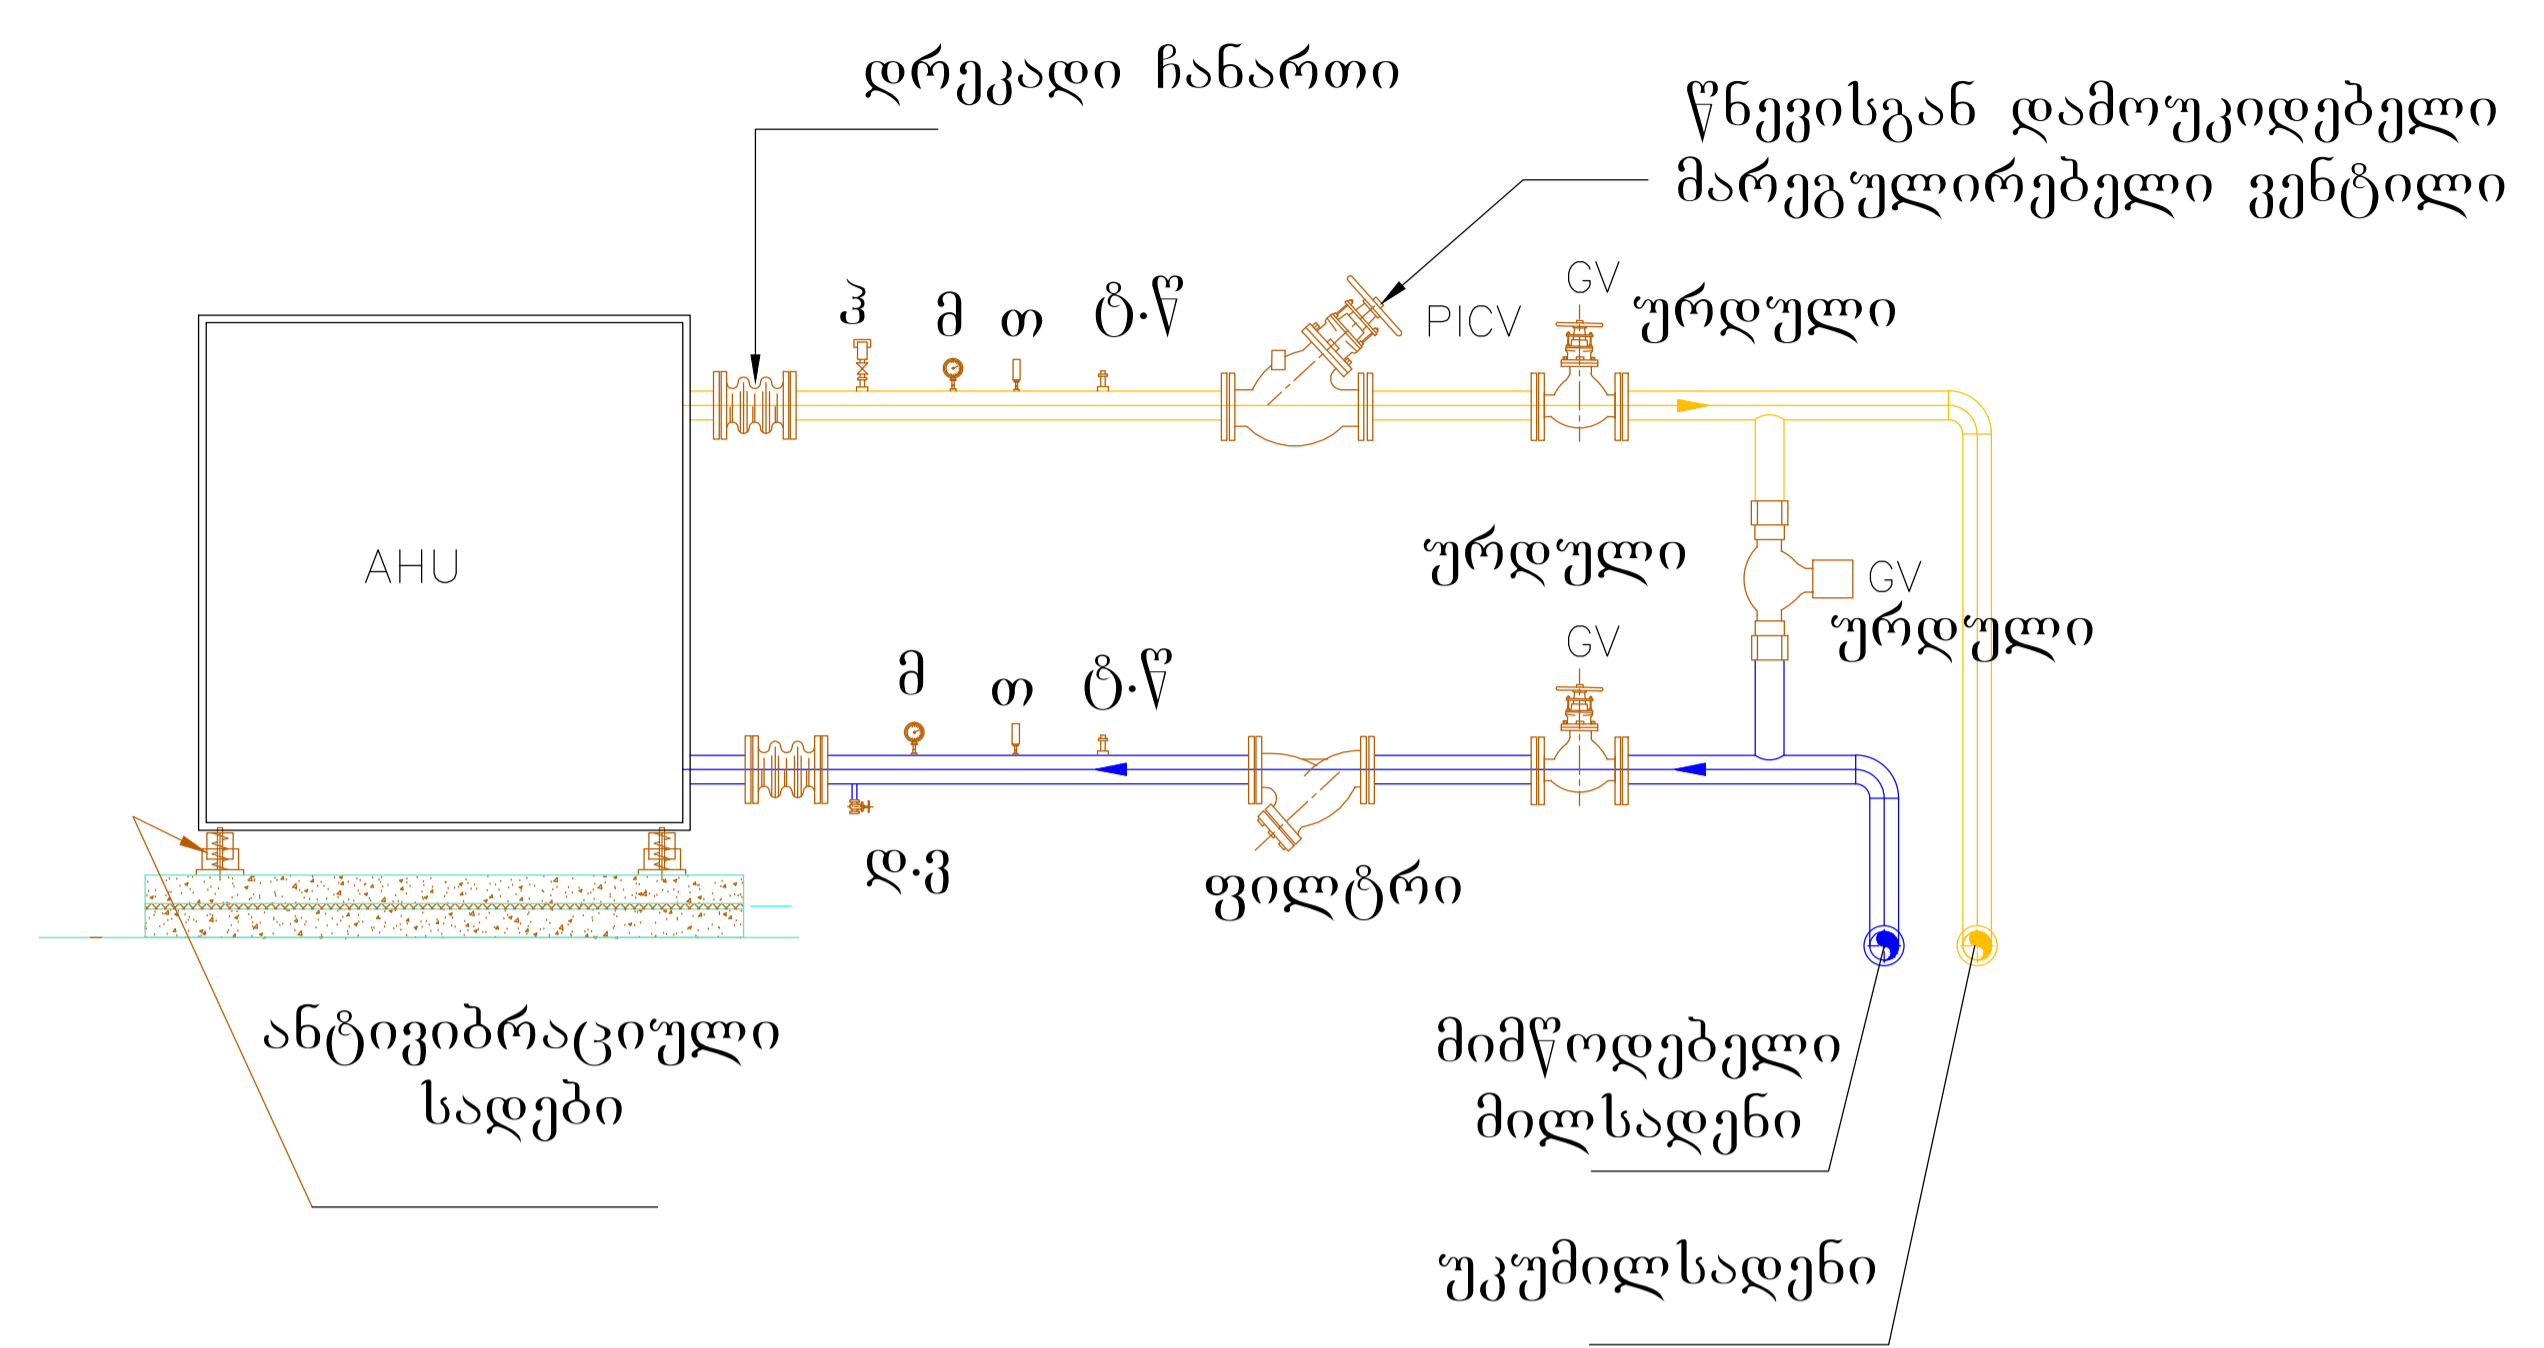 დრეკადი ჩანართი
წნევისგან დამოუკიდებელი
მარეგულირებელი ვენტილი
ჰ
მ
თ
ტ.წ
PICV
GV
ურდული
AHU
ურდული
GV
ურდული
მ
თ
ტ.წ
GV
დ.ვ
ფილტრი
ანტივიბრაციული
სადები
მიმწოდებელი
მილსადენი
უკუმილსადენი